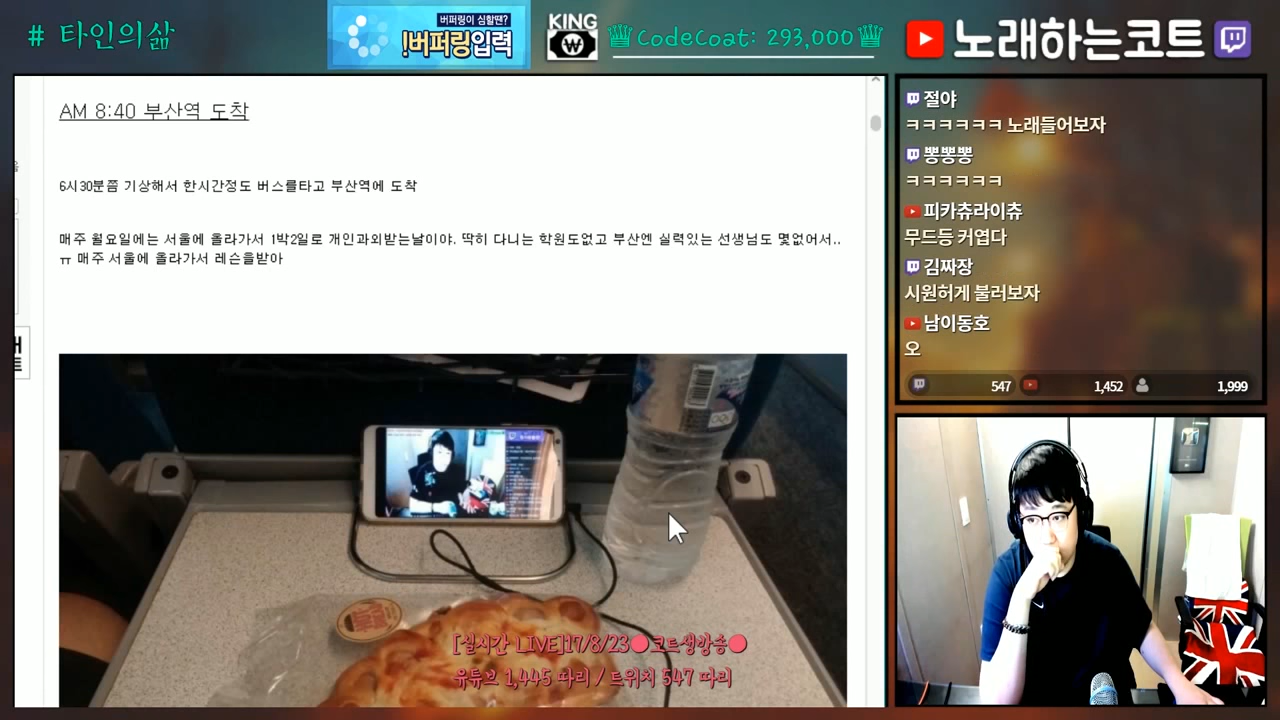 # 타인의삶
버퍼링이 심할땐?
!버퍼링입력
KING
₩
CodeCoat: 293,000
노래하는코트
AM 8:40 부산역 도착
6시30분쯤 기상해서 한시간정도 버스를타고 부산역에 도착
매주 월요일에는 서울에 올라가서 1박2일로 개인과외받는날이야. 딱히 다니는 학원도없고 부산엔 실력있는 선생님도 몇없어서..
ㅠ 매주 서울에 올라가서 레슨을받아
[실시간 LIVE]17/8/23🔴코트생방송🔴
유튜브 1,445 따리 / 트위치 547 따리
절야
ㅋㅋㅋㅋㅋㅋ 노래들어보자
뽕뽕뽕
ㅋㅋㅋㅋㅋㅋ
피카츄라이츄
무드등 커엽다
김짜장
시원허게 불러보자
남이동호
오
547 1,452 1,999